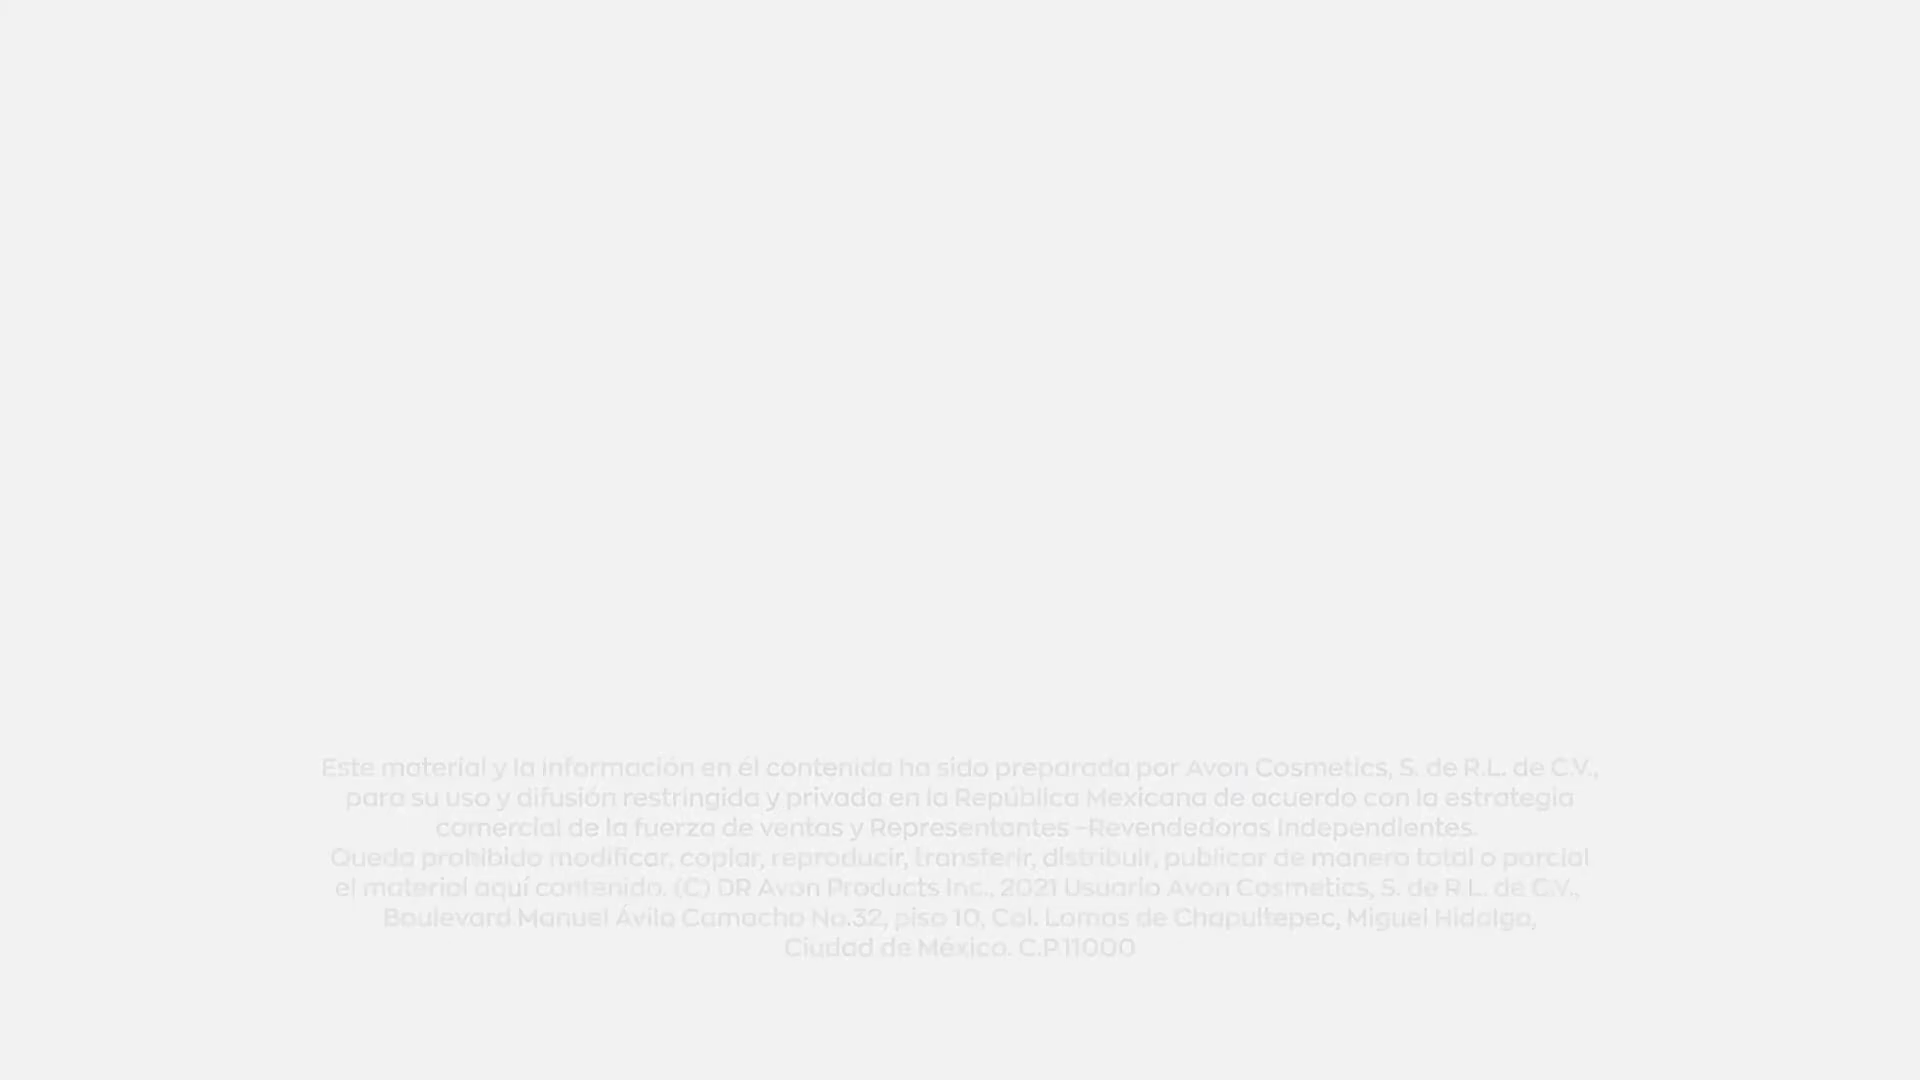 Este material y la información en él contenida ha sido preparada por Avon Cosmetics, S. de R.L. de C.V.,
para su uso y difusión restringida y privada en la República Mexicana de acuerdo con la estrategia
comercial de la fuerza de ventas y Representantes –Revendedoras Independientes.
Queda prohibido modificar, copiar, reproducir, transferir, distribuir, publicar de manera total o parcial
el material aquí contenido. (C) DR Avon Products Inc., 2021 Usuario Avon Cosmetics, S. de R.L. de C.V.,
Boulevard Manuel Ávila Camacho No.32, piso 10, Col. Lomas de Chapultepec, Miguel Hidalgo,
Ciudad de México. C.P 11000